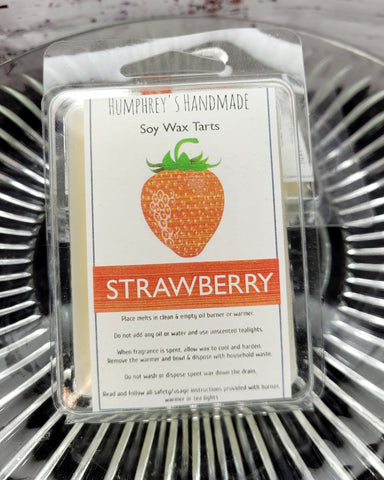 HUMPHREY'S HANDMADE
Soy Wax Tarts
STRAWBERRY
Place melts in clean & empty oil burner or warmer.
Do not add any oil or water and use unscented tealights.
When fragrance is spent, allow wax to cool and harden.
Remove the warmer and bowl & dispose with household waste.
Do not wash or dispose spent wax down the drain.
Read and follow all safety/usage instructions provided with burner,
warmer or tea lights